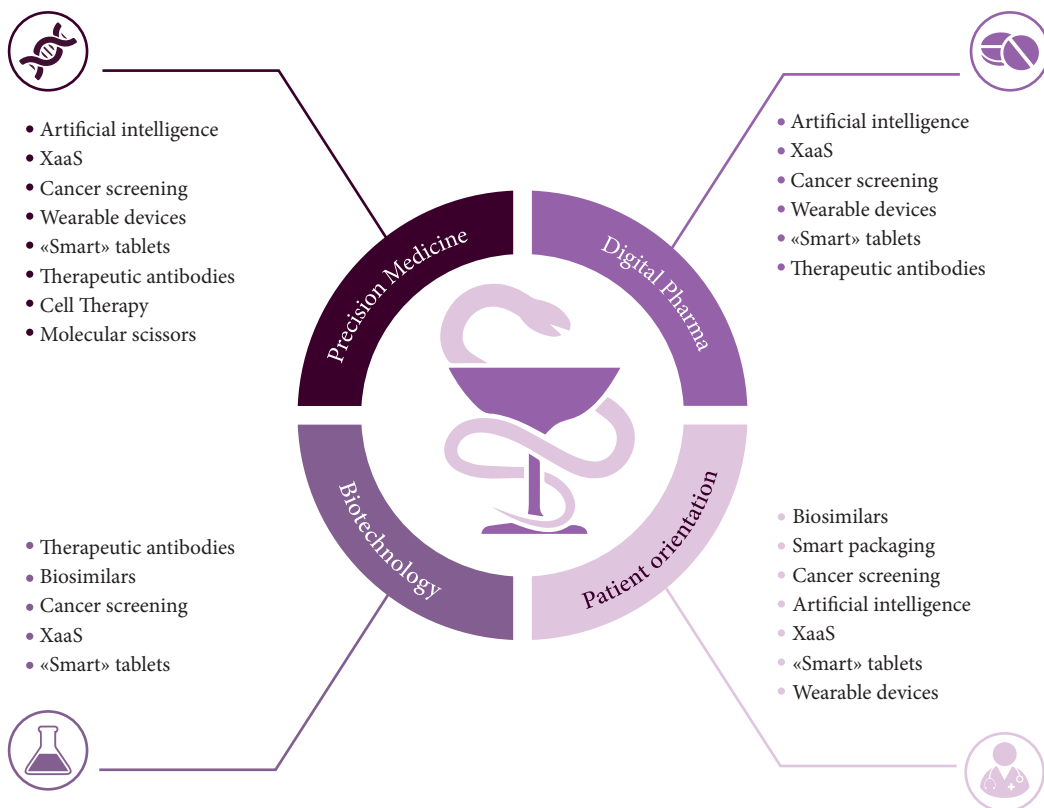 Artificial intelligence
XaaS
Cancer screening
Wearable devices
«Smart» tablets
Therapeutic antibodies
Cell Therapy
Molecular scissors
Artificial intelligence
XaaS
Cancer screening
Wearable devices
«Smart» tablets
Therapeutic antibodies
Precision Medicine
Digital Pharma
Biotechnology
Patient orientation
Therapeutic antibodies
Biosimilars
Cancer screening
XaaS
«Smart» tablets
Biosimilars
Smart packaging
Cancer screening
Artificial intelligence
XaaS
«Smart» tablets
Wearable devices